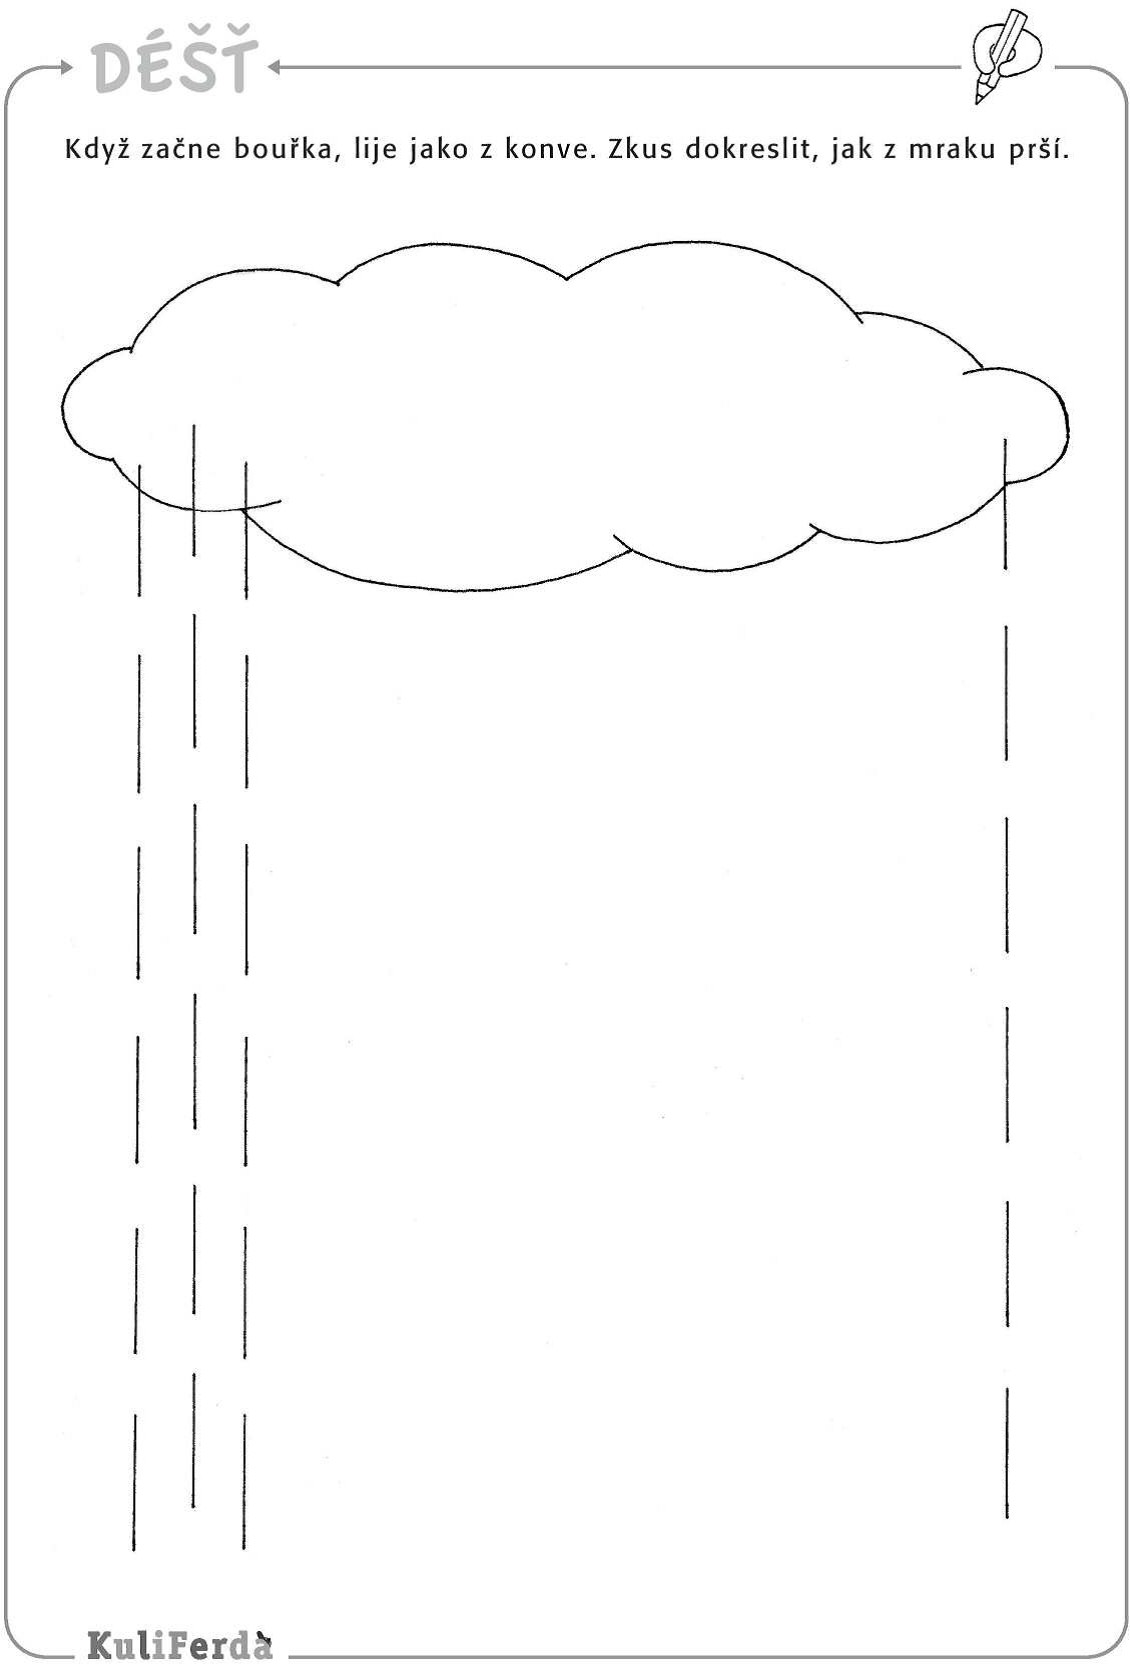 DÉŠŤ
Když začne bouřka, lije jako z konve. Zkus dokreslit, jak z mraku prší.
KuliFerda